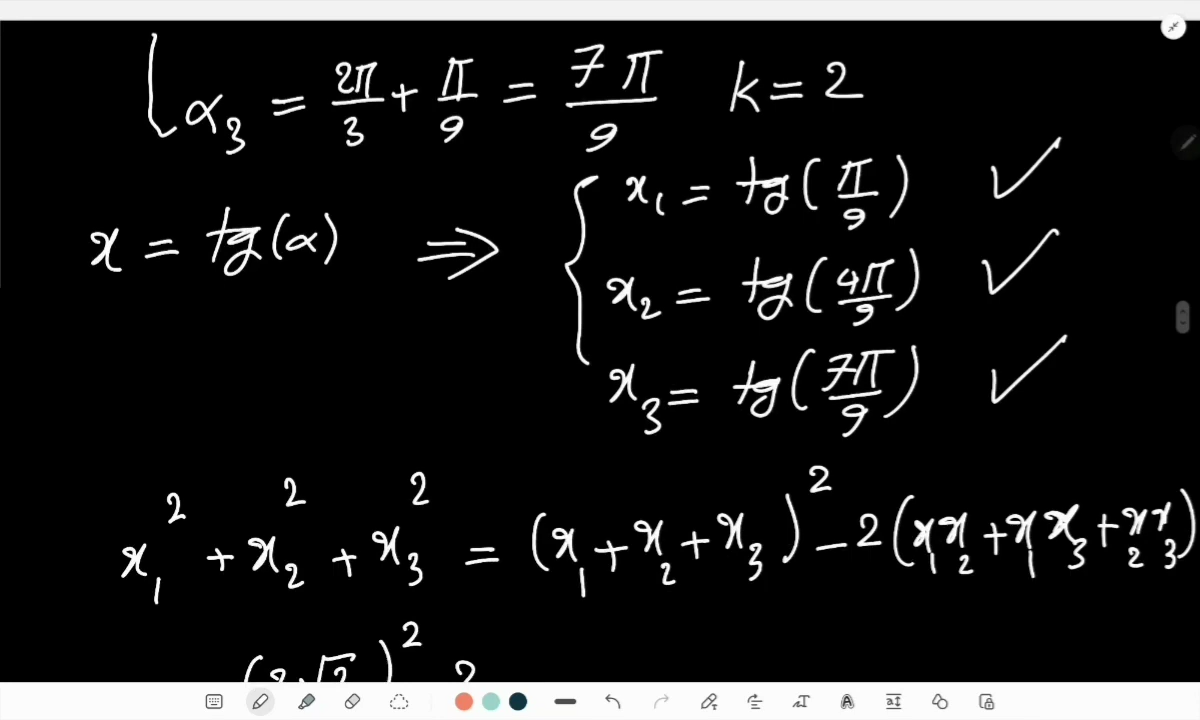 α₃ = 2π/3 + π/9 = 7π/9 k = 2
x = tg(α) ⇒ { x₁ = tg(π/9) ✓
x₂ = tg(4π/9) ✓
x₃ = tg(7π/9) ✓
x₁² + x₂² + x₃² = (x₁ + x₂ + x₃)² − 2(x₁x₂ + x₁x₃ + x₂x₃)